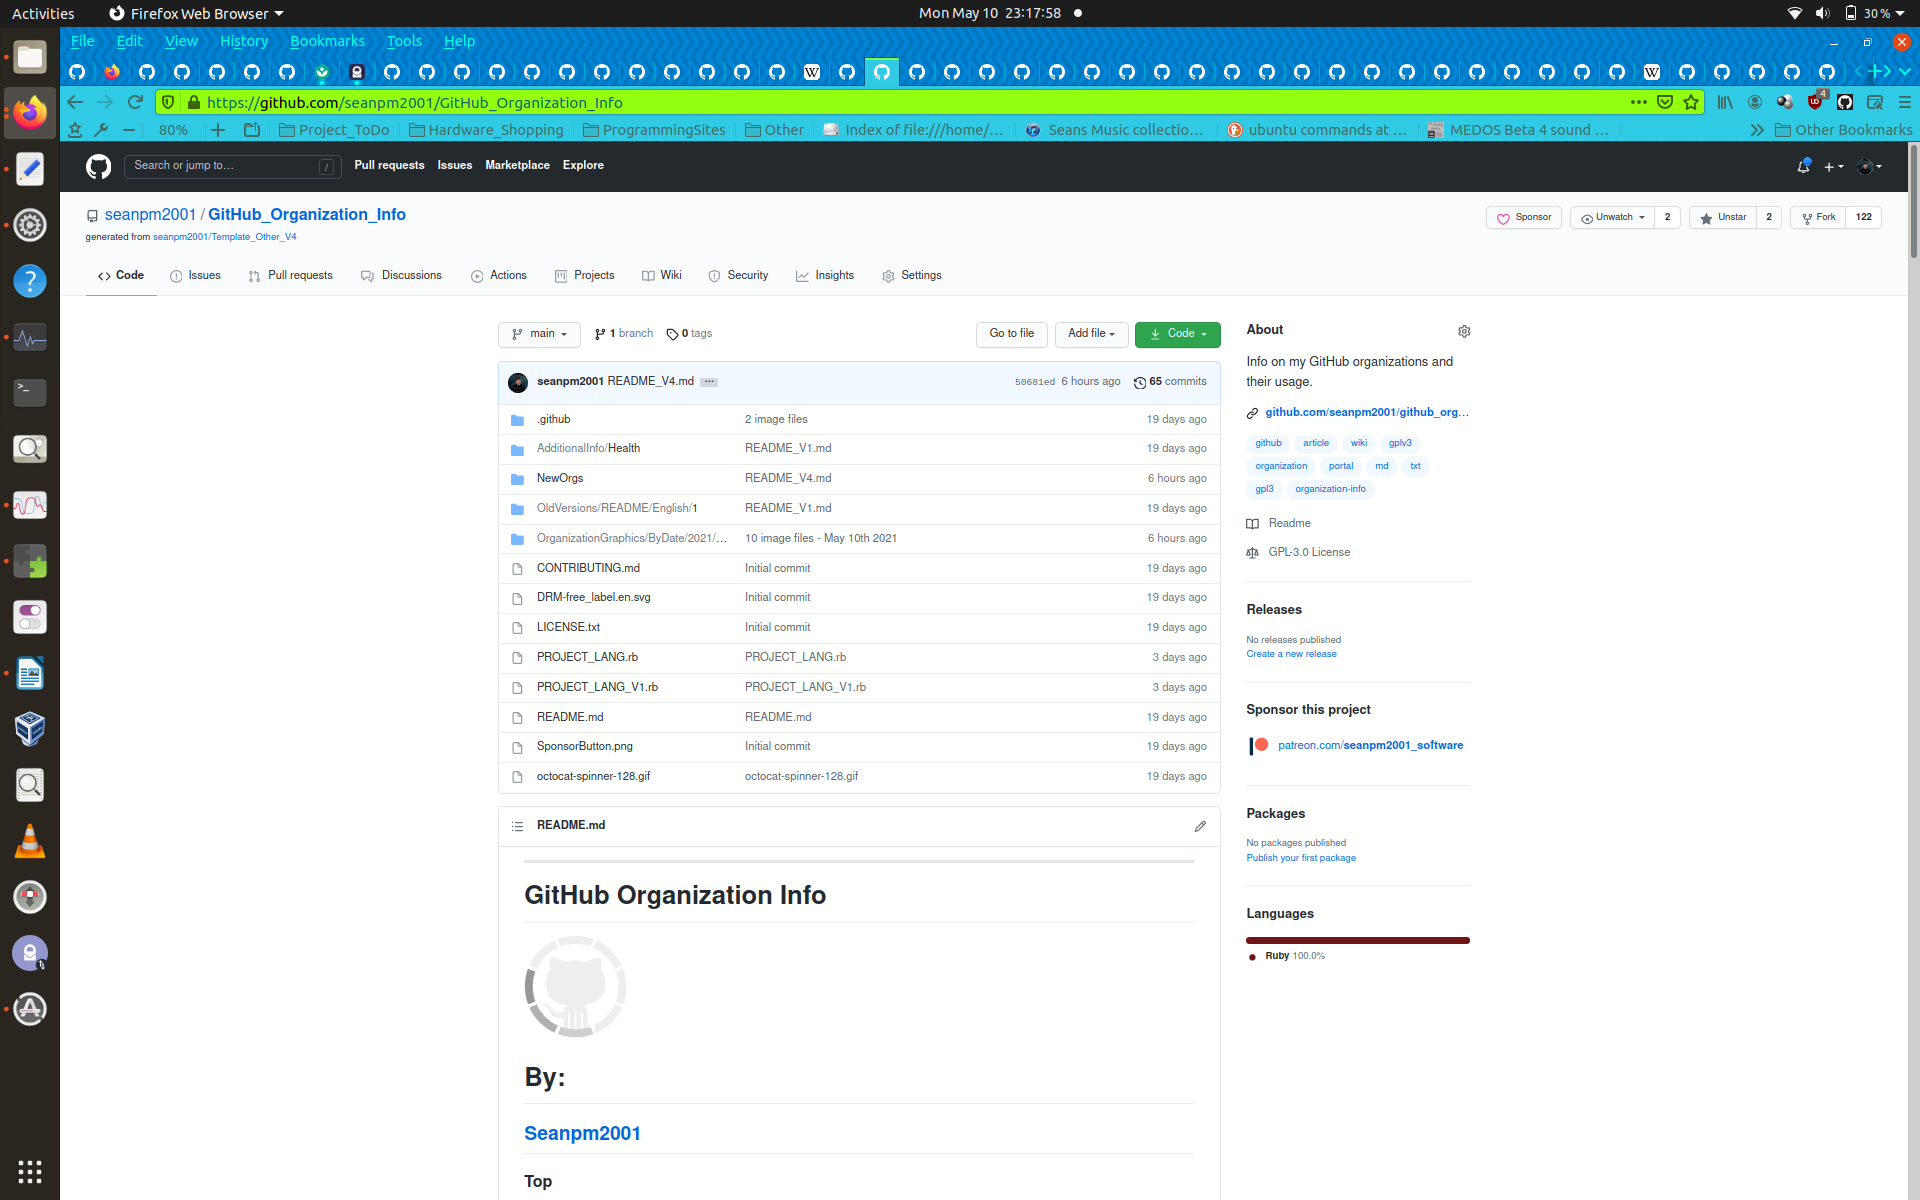 Activities
Firefox Web Browser
Mon May 10 23:17:58
30 %
File Edit View History Bookmarks Tools Help
https://github.com/seanpm2001/GitHub_Organization_Info
4
80%
Project_ToDo
Hardware_Shopping
ProgrammingSites
Other
Index of file:///home/...
Seans Music collectio...
ubuntu commands at ...
MEDOS Beta 4 sound ...
Other Bookmarks
Search or jump to...
/
Pull requests Issues Marketplace Explore
seanpm2001 / GitHub_Organization_Info
generated from seanpm2001/Template_Other_V4
Sponsor
Unwatch 2
Unstar 2
Fork 122
Code
Issues
Pull requests
Discussions
Actions
Projects
Wiki
Security
Insights
Settings
main
1 branch
0 tags
Go to file
Add file
Code
seanpm2001 README_V4.md ...
50681ed 6 hours ago
65 commits
.github 2 image files 19 days ago
AdditionalInfo/Health README_V1.md 19 days ago
NewOrgs README_V4.md 6 hours ago
OldVersions/README/English/1 README_V1.md 19 days ago
OrganizationGraphics/ByDate/2021/... 10 image files - May 10th 2021 6 hours ago
CONTRIBUTING.md Initial commit 19 days ago
DRM-free_label.en.svg Initial commit 19 days ago
LICENSE.txt Initial commit 19 days ago
PROJECT_LANG.rb PROJECT_LANG.rb 3 days ago
PROJECT_LANG_V1.rb PROJECT_LANG_V1.rb 3 days ago
README.md README.md 19 days ago
SponsorButton.png Initial commit 19 days ago
octocat-spinner-128.gif octocat-spinner-128.gif 19 days ago
README.md
GitHub Organization Info
By:
Seanpm2001
Top
About
Info on my GitHub organizations and
their usage.
github.com/seanpm2001/github_org...
github article wiki gplv3
organization portal md txt
gpl3 organization-info
Readme
GPL-3.0 License
Releases
No releases published
Create a new release
Sponsor this project
patreon.com/seanpm2001_software
Packages
No packages published
Publish your first package
Languages
Ruby 100.0%